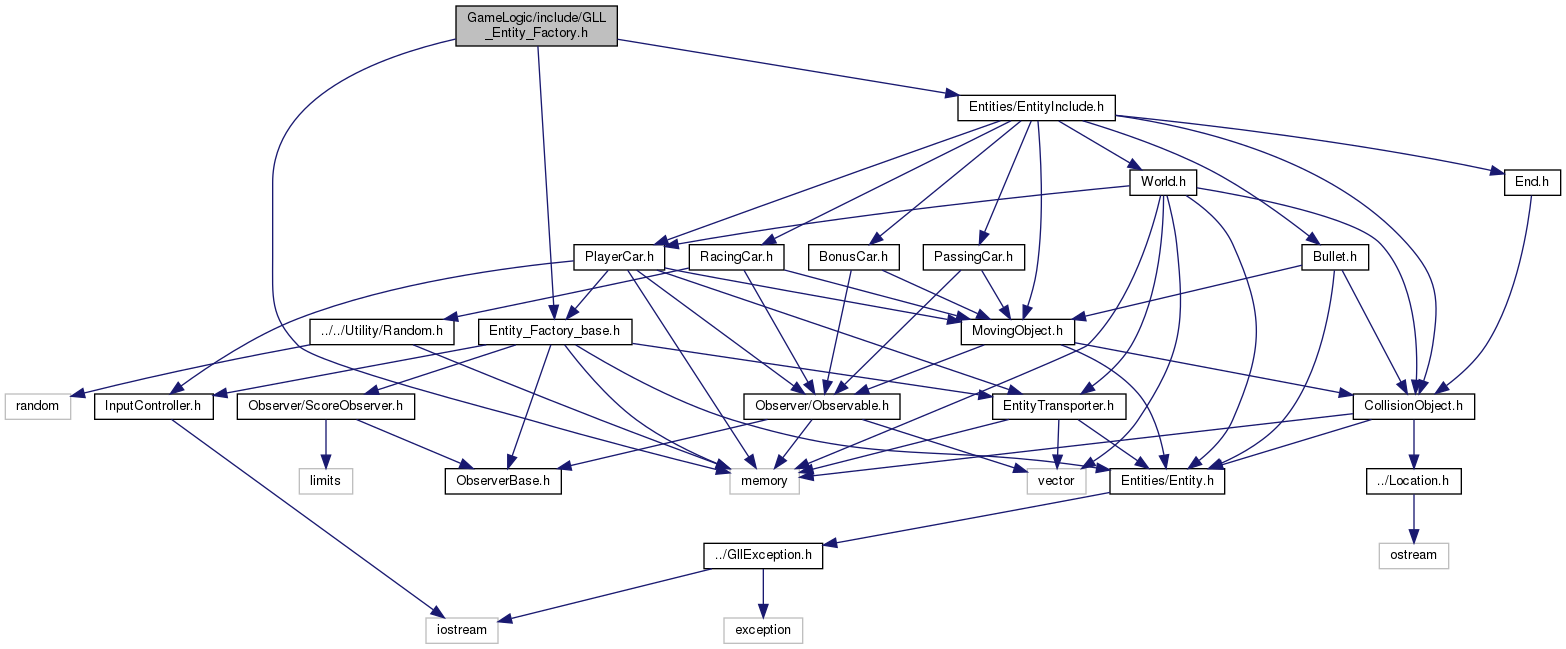 GameLogic/include/GLL
_Entity_Factory.h
Entities/EntityInclude.h
World.h
End.h
PlayerCar.h
RacingCar.h
BonusCar.h
PassingCar.h
Bullet.h
../../Utility/Random.h
Entity_Factory_base.h
MovingObject.h
random
InputController.h
Observer/ScoreObserver.h
Observer/Observable.h
EntityTransporter.h
CollisionObject.h
limits
ObserverBase.h
memory
vector
Entities/Entity.h
../Location.h
../GllException.h
ostream
iostream
exception